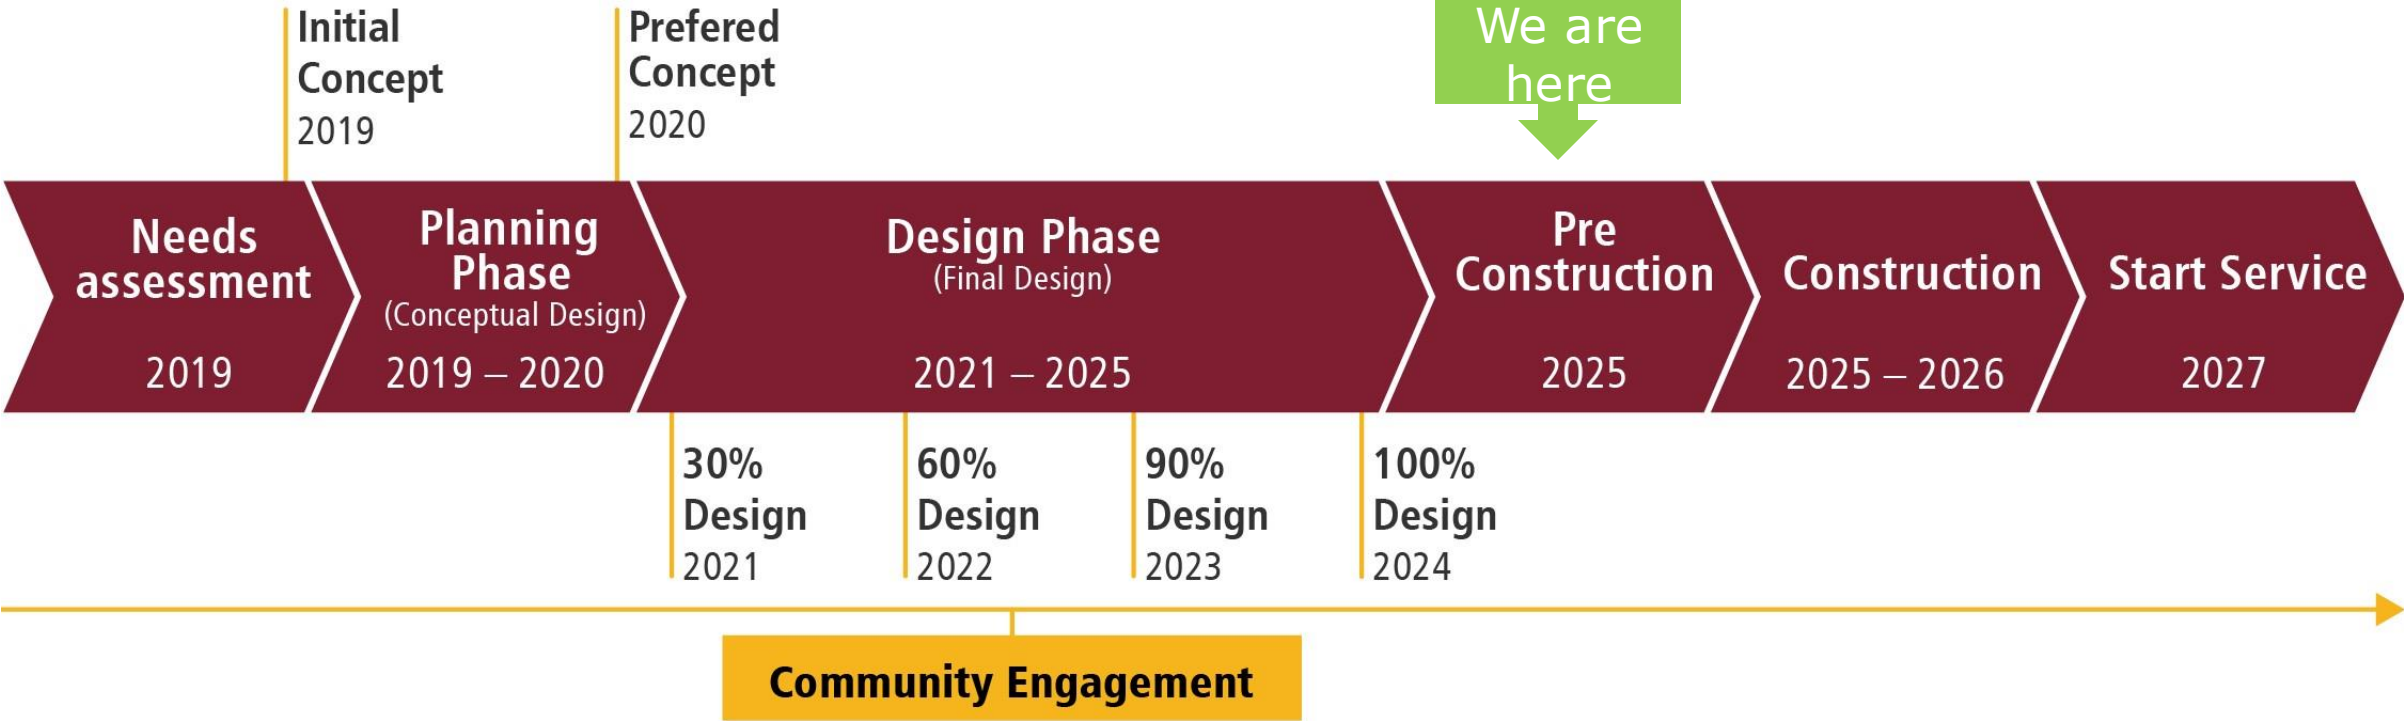 Initial
Concept
2019
Prefered
Concept
2020
We are
here
Needs
assessment
2019
Planning
Phase
(Conceptual Design)
2019 – 2020
Design Phase
(Final Design)
2021 – 2025
Pre
Construction
2025
Construction
2025 – 2026
Start Service
2027
30%
Design
2021
60%
Design
2022
90%
Design
2023
100%
Design
2024
Community Engagement